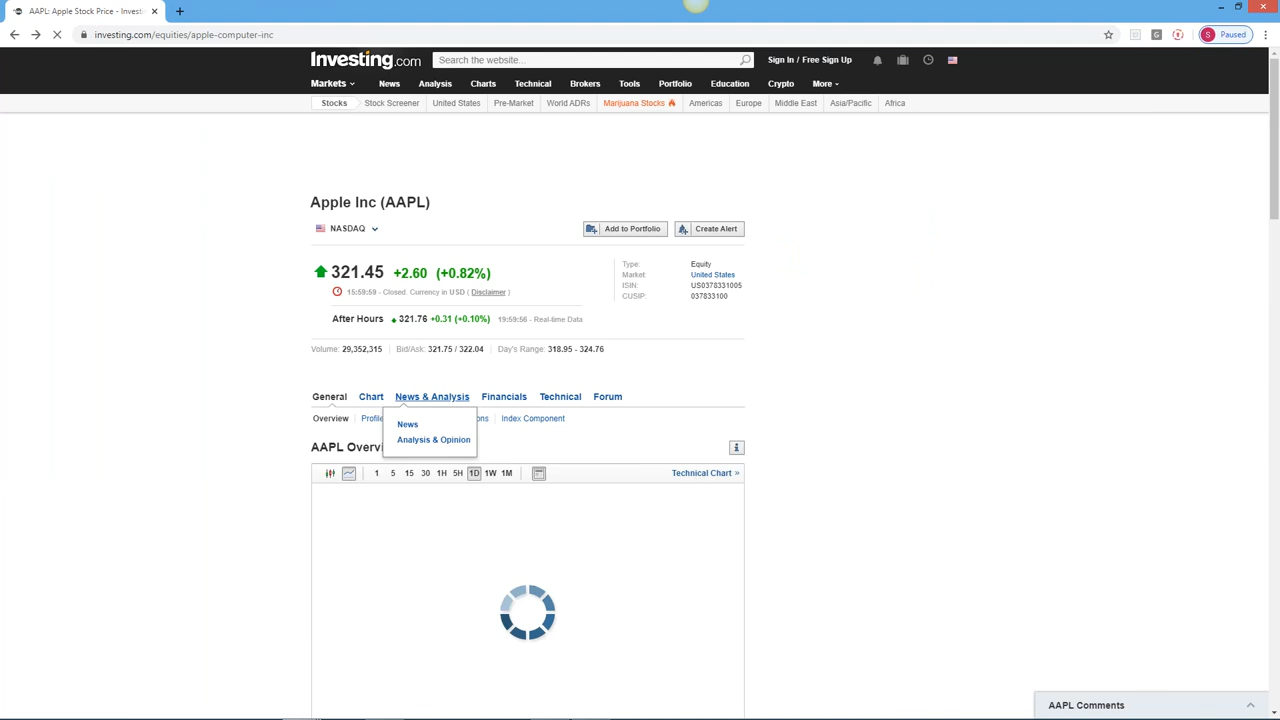 AAPL: Apple Stock Price - Invest
investing.com/equities/apple-computer-inc
S Paused
Investing.com
Search the website...
Sign In / Free Sign Up
Markets News Analysis Charts Technical Brokers Tools Portfolio Education Crypto More
Stocks Stock Screener United States Pre-Market World ADRs Marijuana Stocks Americas Europe Middle East Asia/Pacific Africa
Apple Inc (AAPL)
NASDAQ
Add to Portfolio Create Alert
321.45 +2.60 (+0.82%)
15:59:59 - Closed. Currency in USD ( Disclaimer )
Type: Equity
Market: United States
ISIN: US0378331005
CUSIP: 037833100
After Hours 321.76 +0.31 (+0.10%) 19:59:56 - Real-time Data
Volume: 29,352,315 Bid/Ask: 321.75 / 322.04 Day's Range: 318.95 - 324.76
General Chart News & Analysis Financials Technical Forum
Overview Profile ons Index Component
News
Analysis & Opinion
AAPL Overvi
1 5 15 30 1H 5H 1D 1W 1M
Technical Chart »
AAPL Comments